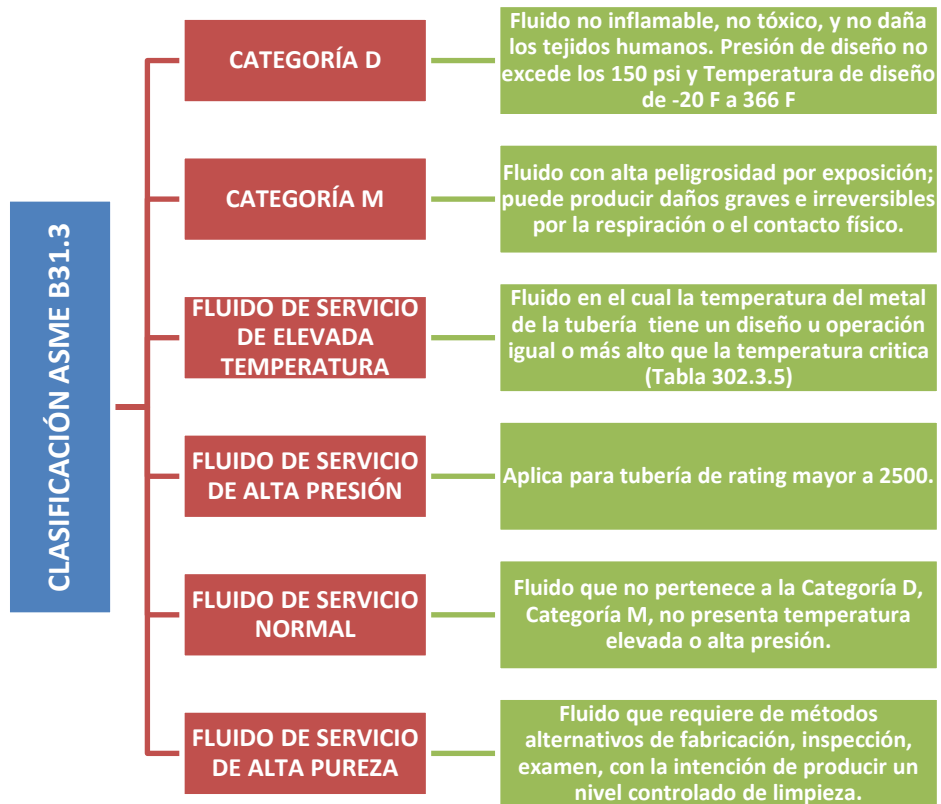 CLASIFICACIÓN ASME B31.3
CATEGORÍA D
Fluido no inflamable, no tóxico, y no daña
los tejidos humanos. Presión de diseño no
excede los 150 psi y Temperatura de diseño
de -20 F a 366 F
CATEGORÍA M
Fluido con alta peligrosidad por exposición;
puede producir daños graves e irreversibles
por la respiración o el contacto físico.
FLUIDO DE SERVICIO
DE ELEVADA
TEMPERATURA
Fluido en el cual la temperatura del metal
de la tubería tiene un diseño u operación
igual o más alto que la temperatura critica
(Tabla 302.3.5)
FLUIDO DE SERVICIO
DE ALTA PRESIÓN
Aplica para tubería de rating mayor a 2500.
FLUIDO DE SERVICIO
NORMAL
Fluido que no pertenece a la Categoría D,
Categoría M, no presenta temperatura
elevada o alta presión.
FLUIDO DE SERVICIO
DE ALTA PUREZA
Fluido que requiere de métodos
alternativos de fabricación, inspección,
examen, con la intención de producir un
nivel controlado de limpieza.